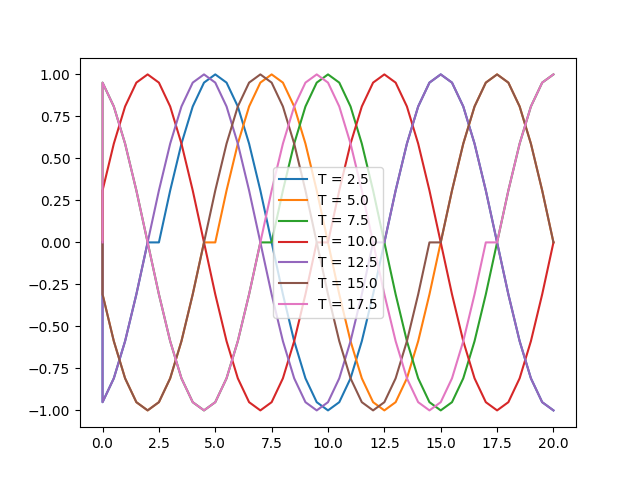 1.00
0.75
0.50
0.25
0.00
−0.25
−0.50
−0.75
−1.00
T = 2.5
T = 5.0
T = 7.5
T = 10.0
T = 12.5
T = 15.0
T = 17.5
0.0 2.5 5.0 7.5 10.0 12.5 15.0 17.5 20.0